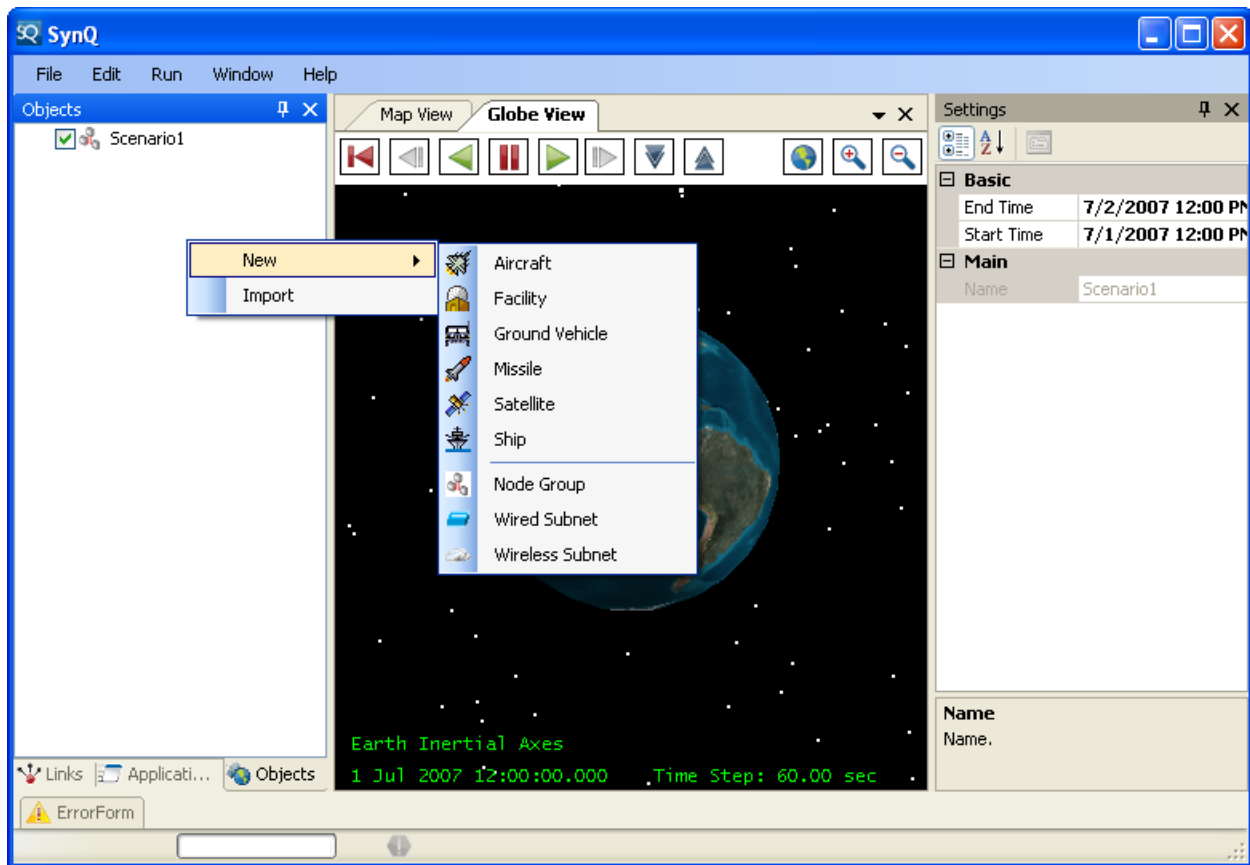 SynQ
File Edit Run Window Help
Objects
Scenario1
Links Applicati... Objects
New
Import
Aircraft
Facility
Ground Vehicle
Missile
Satellite
Ship
Node Group
Wired Subnet
Wireless Subnet
Map View Globe View
Earth Inertial Axes
1 Jul 2007 12:00:00.000 Time Step: 60.00 sec
Settings
Basic
End Time 7/2/2007 12:00 PM
Start Time 7/1/2007 12:00 PM
Main
Name Scenario1
Name
Name.
ErrorForm